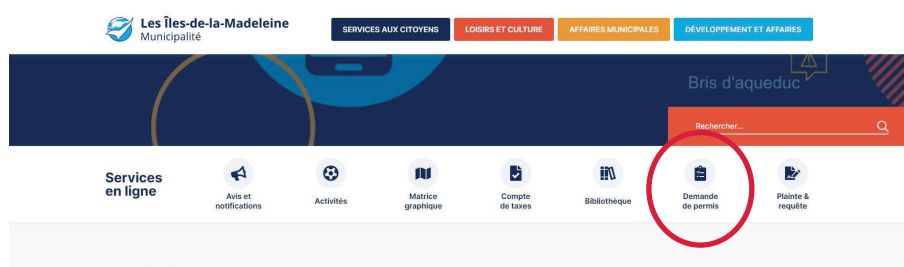 Les Îles-de-la-Madeleine
Municipalité
SERVICES AUX CITOYENS
LOISIRS ET CULTURE
AFFAIRES MUNICIPALES
DÉVELOPPEMENT ET AFFAIRES
Bris d'aqueduc
Rechercher...
Services
en ligne
Avis et
notifications
Activités
Matrice
graphique
Compte
de taxes
Bibliothèque
Demande
de permis
Plainte &
requête